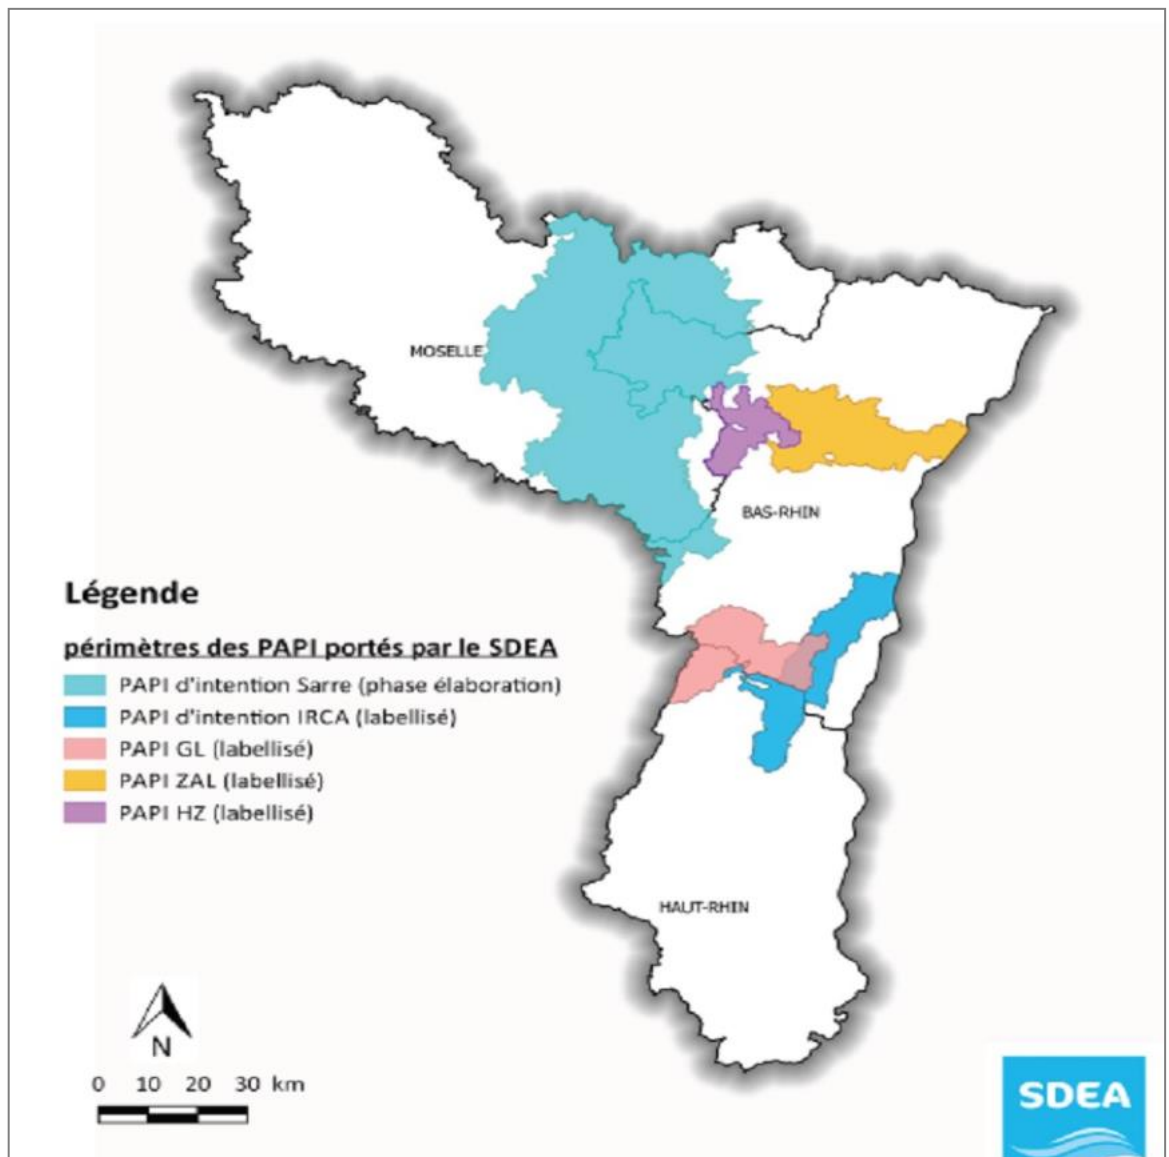 MOSELLE
BAS-RHIN
Légende
périmètres des PAPI portés par le SDEA
PAPI d'intention Sarre (phase élaboration)
PAPI d'intention IRCA (labellisé)
PAPI GL (labellisé)
PAPI ZAL (labellisé)
PAPI HZ (labellisé)
HAUT-RHIN
N
0 10 20 30 km
SDEA